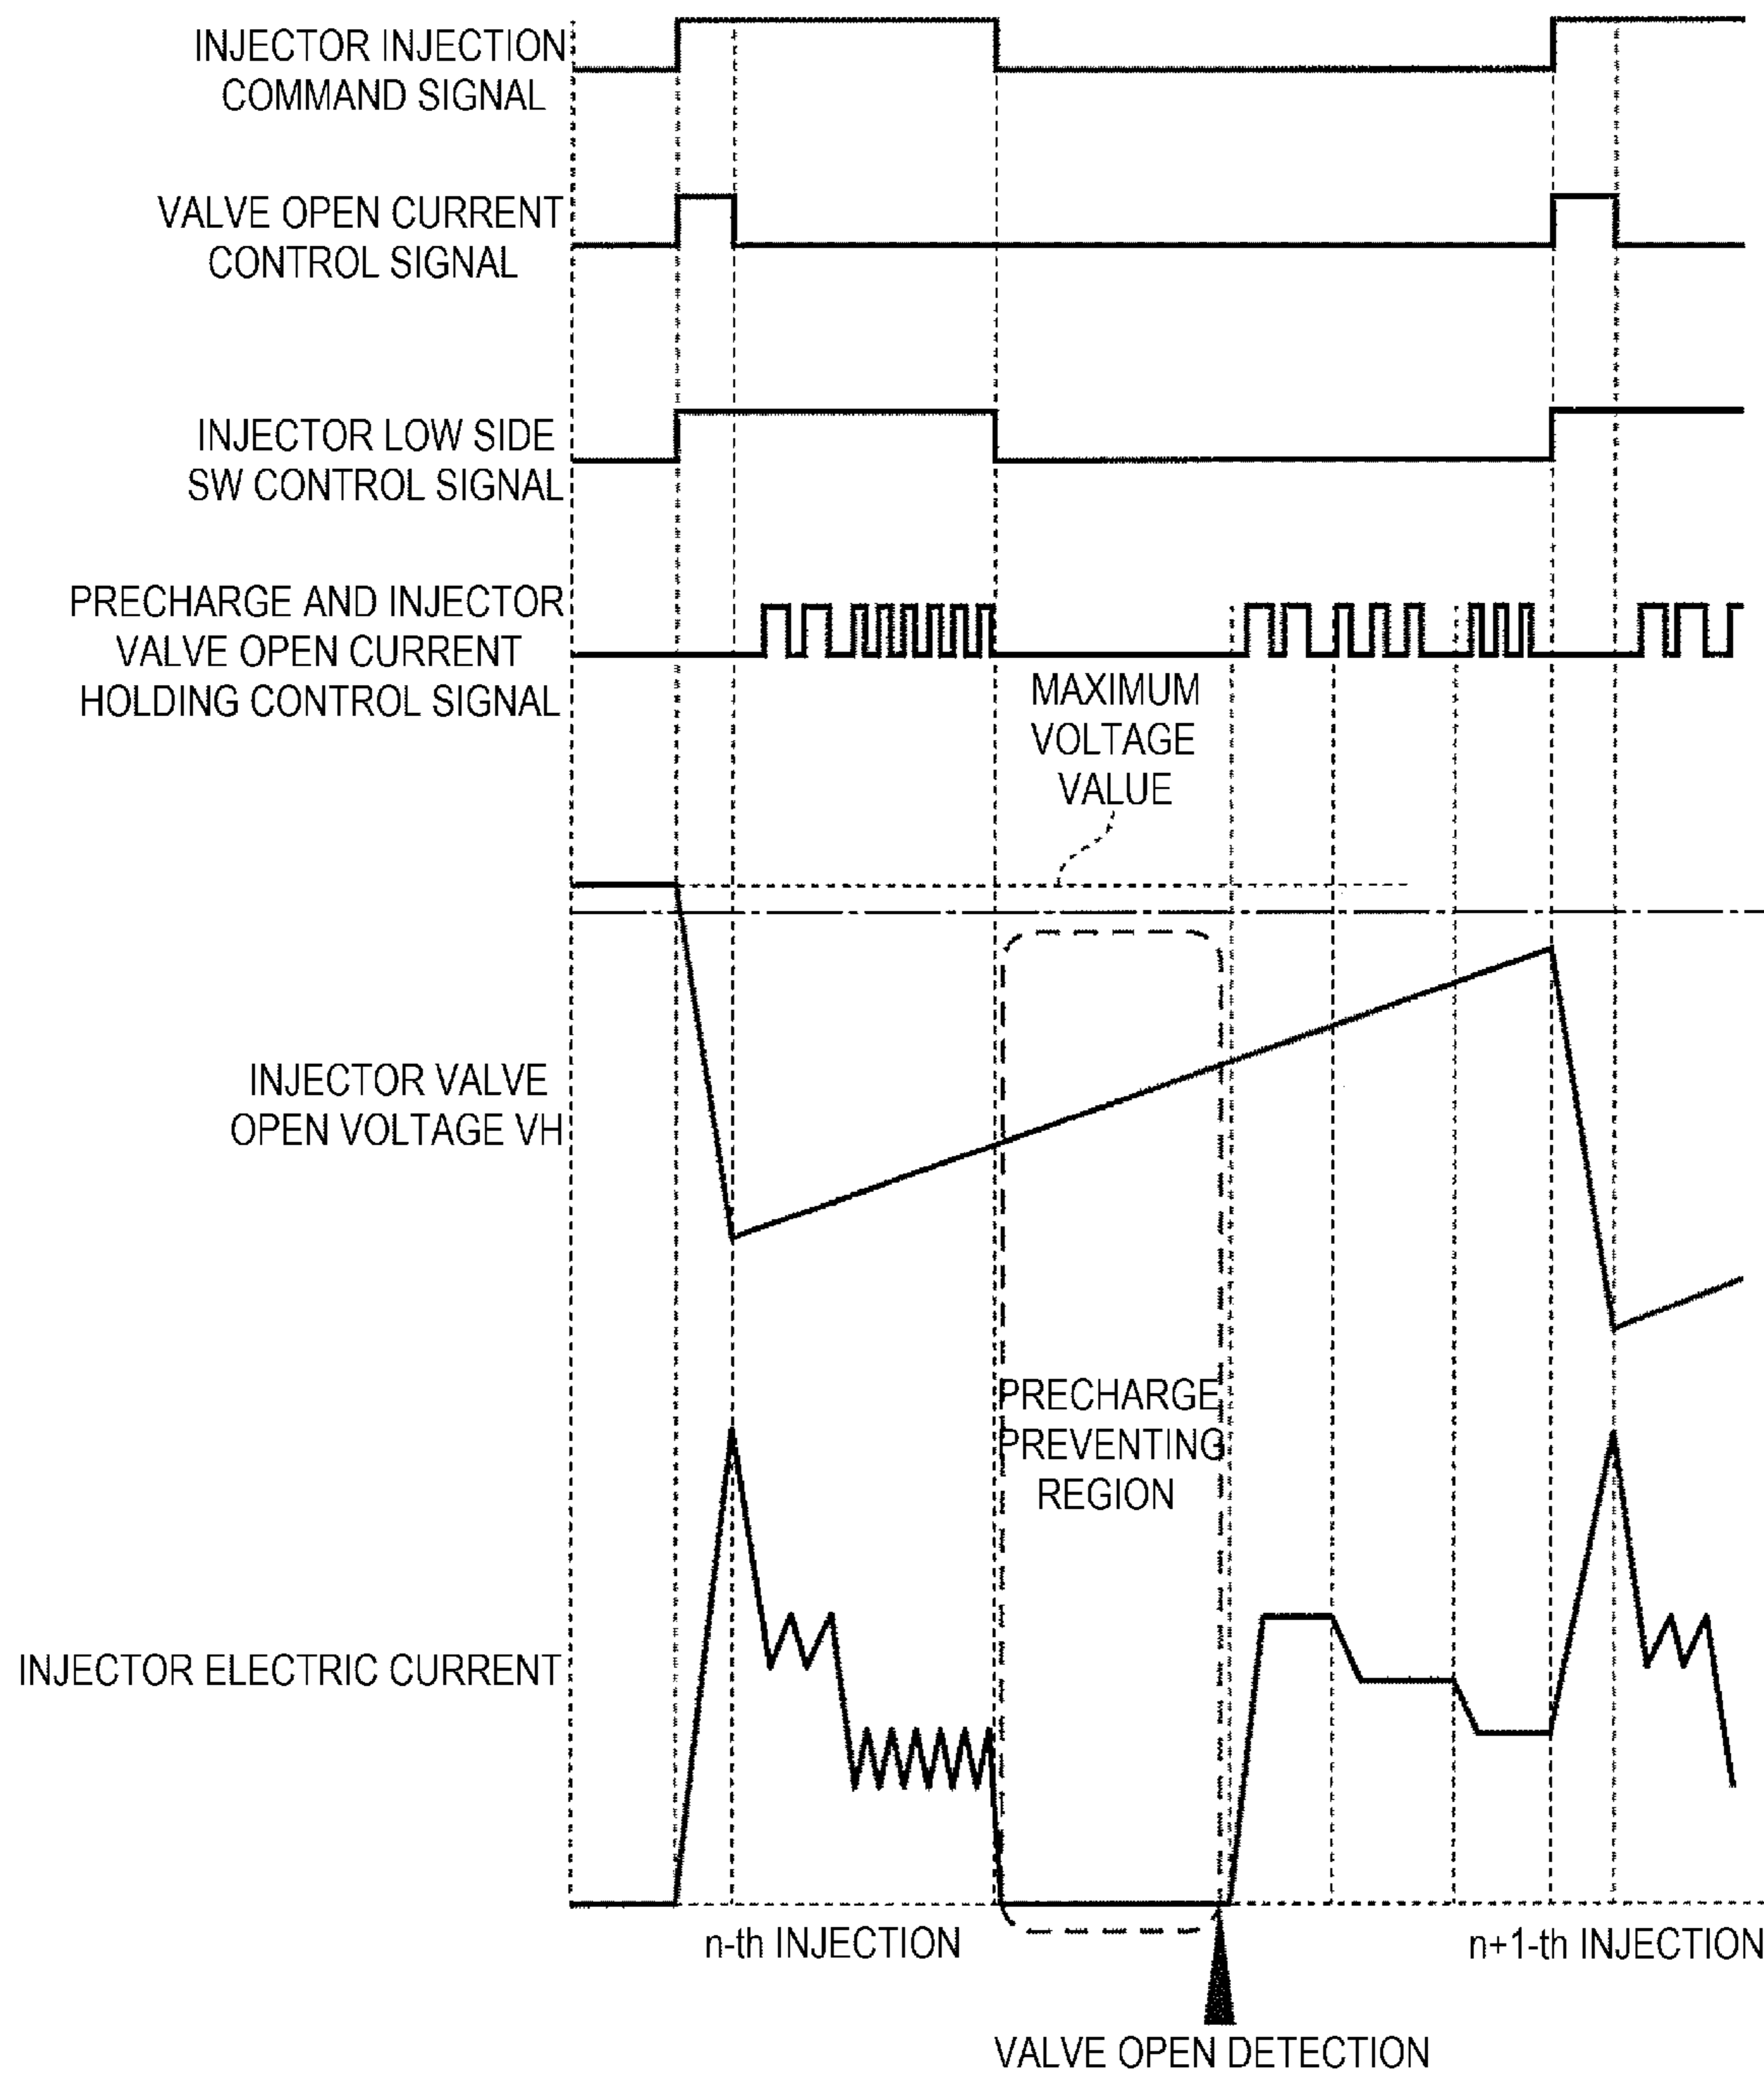 INJECTOR INJECTION
COMMAND SIGNAL
VALVE OPEN CURRENT
CONTROL SIGNAL
INJECTOR LOW SIDE
SW CONTROL SIGNAL
PRECHARGE AND INJECTOR
VALVE OPEN CURRENT
HOLDING CONTROL SIGNAL
MAXIMUM
VOLTAGE
VALUE
INJECTOR VALVE
OPEN VOLTAGE VH
PRECHARGE
PREVENTING
REGION
INJECTOR ELECTRIC CURRENT
n-th INJECTION
n+1-th INJECTION
VALVE OPEN DETECTION